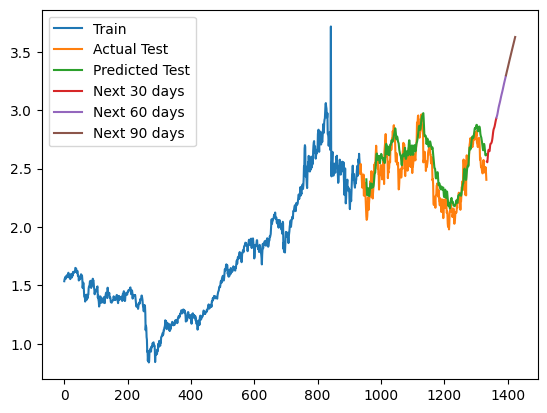 Train
Actual Test
Predicted Test
Next 30 days
Next 60 days
Next 90 days
3.5
3.0
2.5
2.0
1.5
1.0
0 200 400 600 800 1000 1200 1400